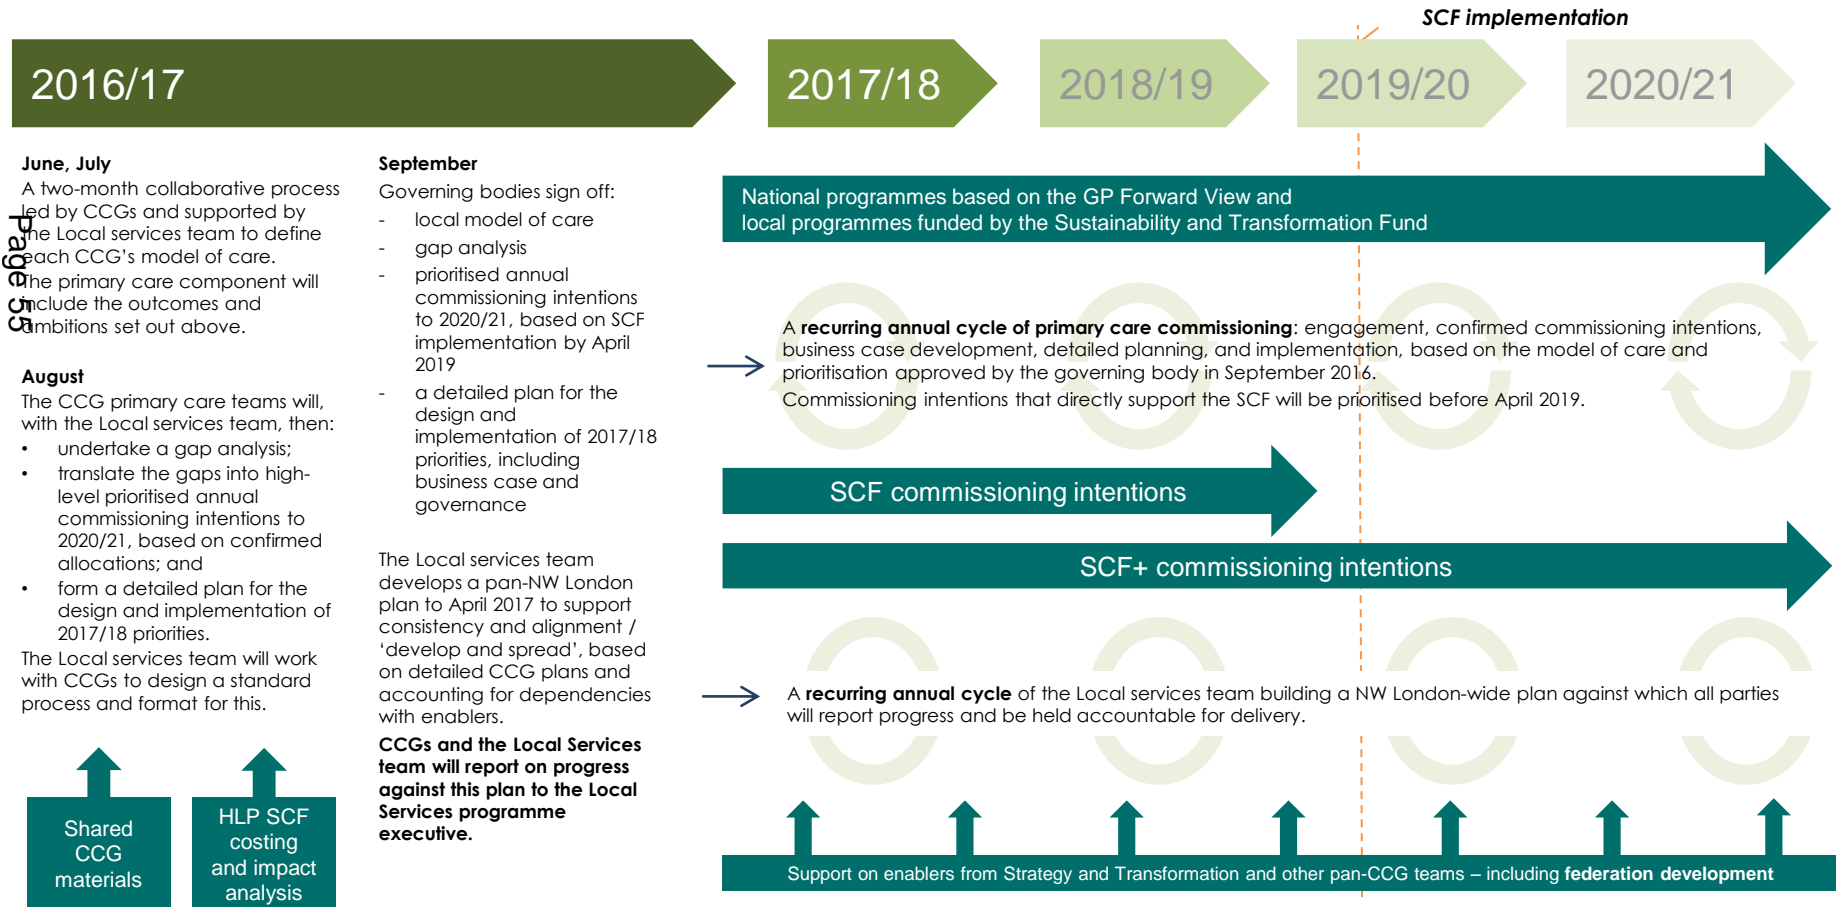 SCF implementation
2016/17
2017/18
2018/19
2019/20
2020/21
June, July
A two-month collaborative process
led by CCGs and supported by
the Local services team to define
each CCG's model of care.
The primary care component will
include the outcomes and
ambitions set out above.
August
The CCG primary care teams will,
with the Local services team, then:
• undertake a gap analysis;
• translate the gaps into high-
level prioritised annual
commissioning intentions to
2020/21, based on confirmed
allocations; and
• form a detailed plan for the
design and implementation of
2017/18 priorities.
The Local services team will work
with CCGs to design a standard
process and format for this.
Shared
CCG
materials
HLP SCF
costing
and impact
analysis
Page 55
September
Governing bodies sign off:
- local model of care
- gap analysis
- prioritised annual
commissioning intentions
to 2020/21, based on SCF
implementation by April
2019
- a detailed plan for the
design and
implementation of 2017/18
priorities, including
business case and
governance
The Local services team
develops a pan-NW London
plan to April 2017 to support
consistency and alignment /
‘develop and spread’, based
on detailed CCG plans and
accounting for dependencies
with enablers.
CCGs and the Local Services
team will report on progress
against this plan to the Local
Services programme
executive.
National programmes based on the GP Forward View and
local programmes funded by the Sustainability and Transformation Fund
A recurring annual cycle of primary care commissioning: engagement, confirmed commissioning intentions,
business case development, detailed planning, and implementation, based on the model of care and
prioritisation approved by the governing body in September 2016.
Commissioning intentions that directly support the SCF will be prioritised before April 2019.
SCF commissioning intentions
SCF+ commissioning intentions
A recurring annual cycle of the Local services team building a NW London-wide plan against which all parties
will report progress and be held accountable for delivery.
Support on enablers from Strategy and Transformation and other pan-CCG teams – including federation development